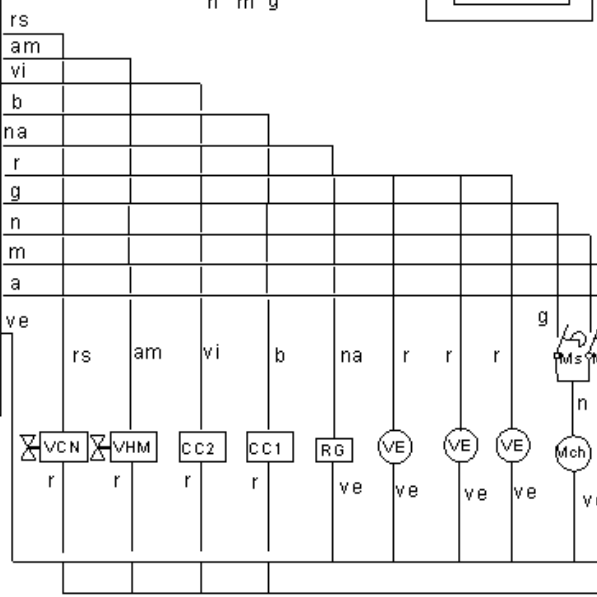 n m g
rs
am
vi
b
na
r
g
n
m
a
ve
g
rs am vi b na r r r
Ms
n
VCN VHM CC2 CC1 RG VE VE VE Mch
r r r r ve ve ve ve